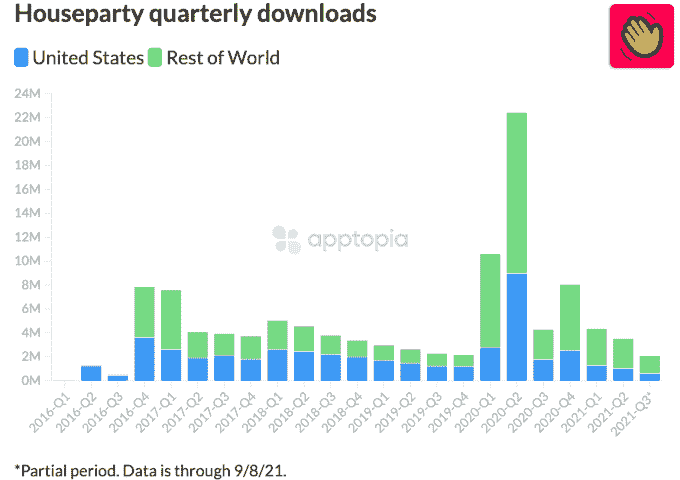 Houseparty quarterly downloads
United States Rest of World
24M
22M
20M
18M
16M
14M
12M
10M
8M
6M
4M
2M
0M
apptopia
2016-Q1
2016-Q2
2016-Q3
2016-Q4
2017-Q1
2017-Q2
2017-Q3
2017-Q4
2018-Q1
2018-Q2
2018-Q3
2018-Q4
2019-Q1
2019-Q2
2019-Q3
2019-Q4
2020-Q1
2020-Q2
2020-Q3
2020-Q4
2021-Q1
2021-Q2
2021-Q3*
*Partial period. Data is through 9/8/21.